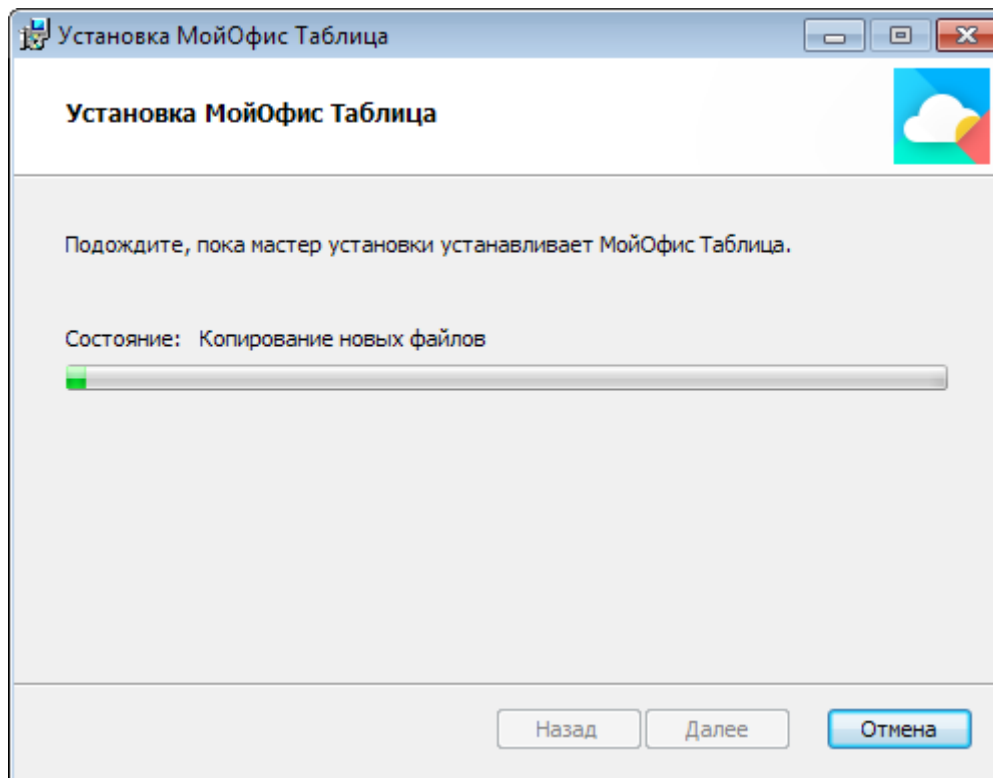 Установка МойОфис Таблица
Установка МойОфис Таблица
Подождите, пока мастер установки устанавливает МойОфис Таблица.
Состояние: Копирование новых файлов
Назад Далее Отмена